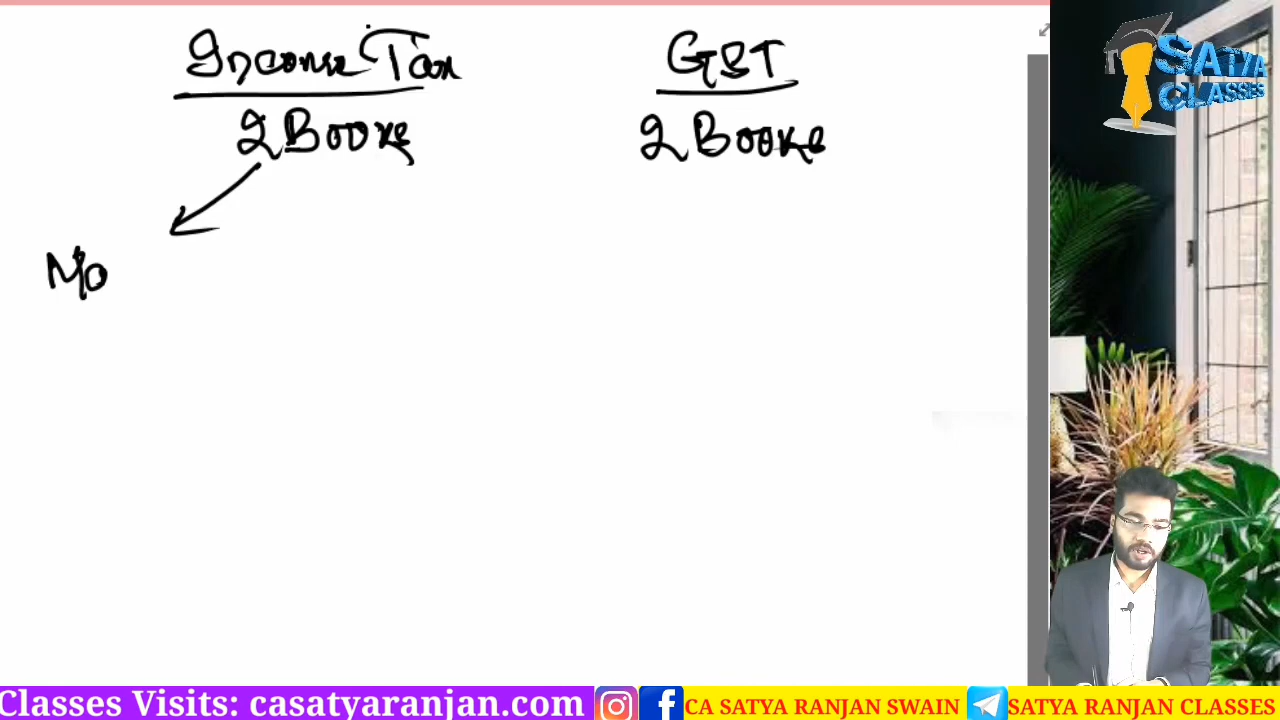 Income Tax
2 Books
GST
2 Books
Mo
SATYA
CLASSES
Classes Visits: casatyaranjan.com
CA SATYA RANJAN SWAIN
SATYA RANJAN CLASSES